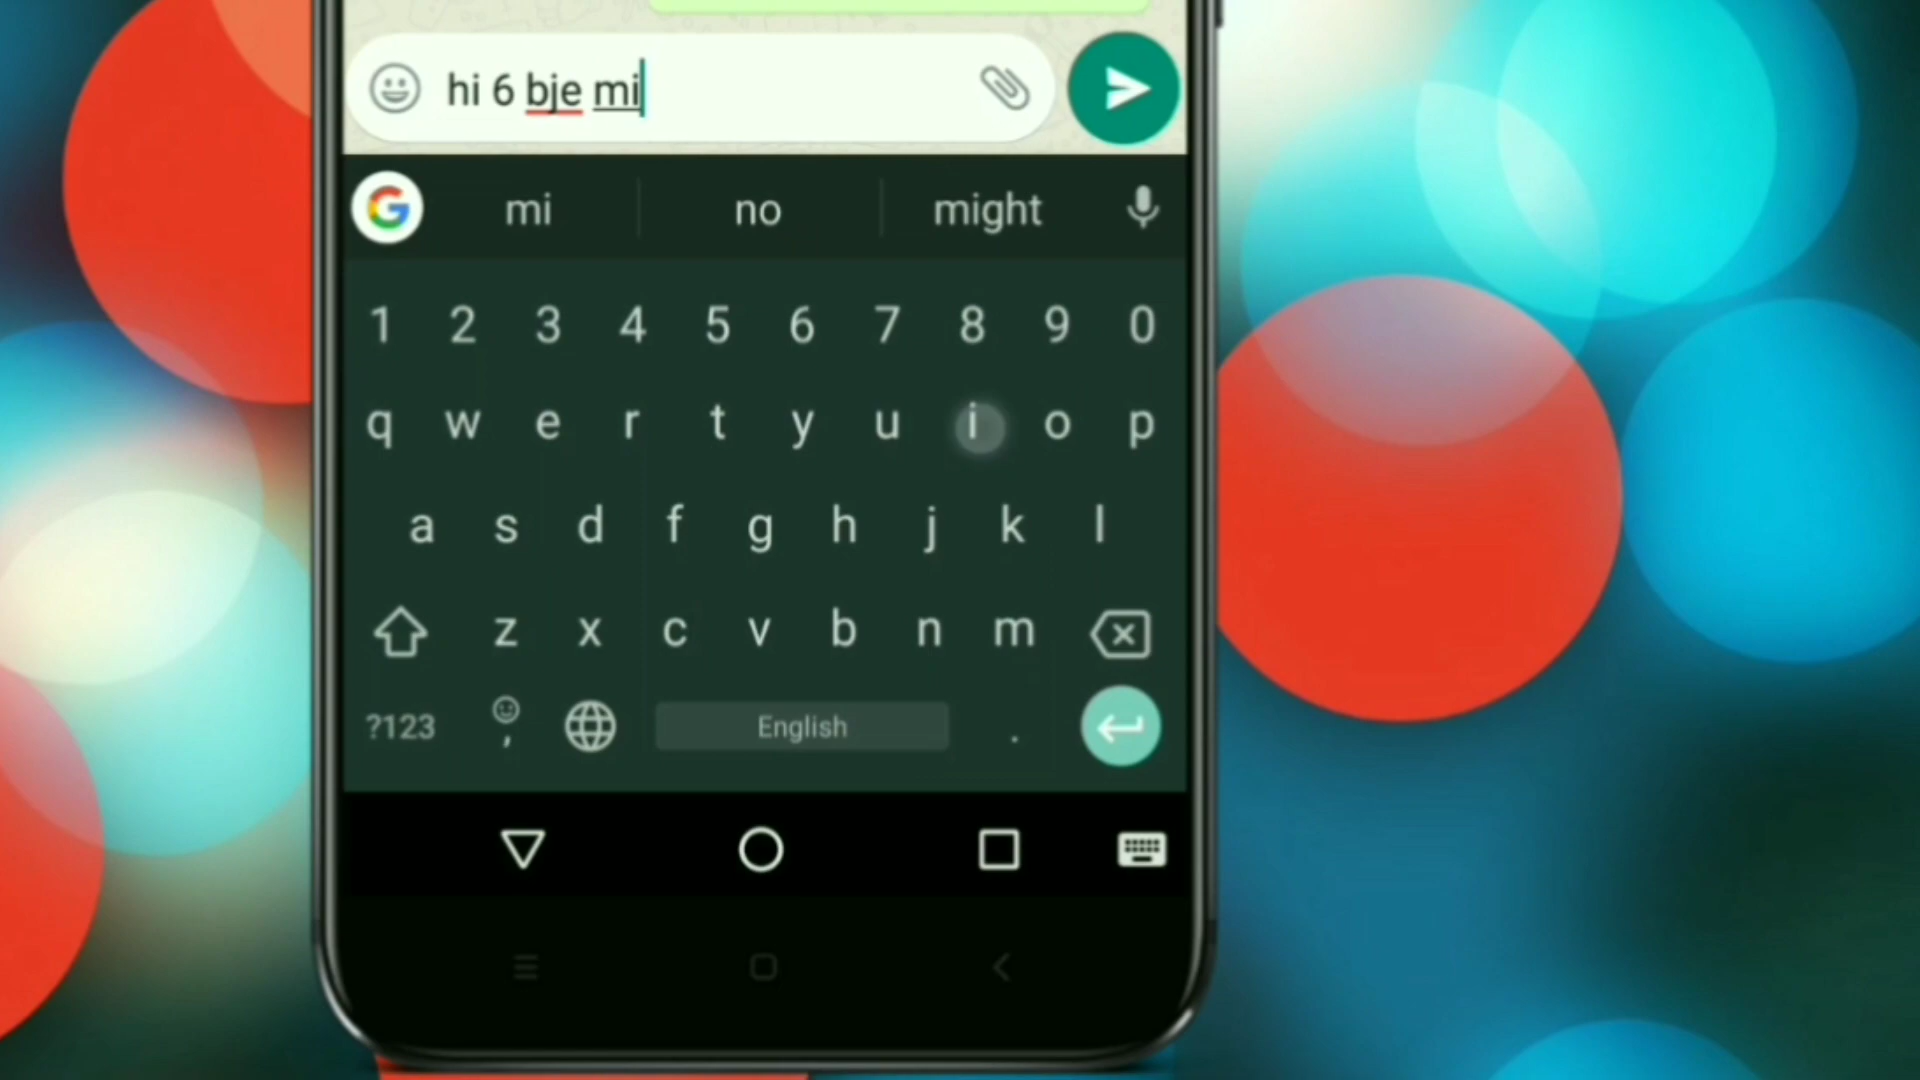 hi 6 bje mi
G mi no might
1 2 3 4 5 6 7 8 9 0
q w e r t y u i o p
a s d f g h j k l
z x c v b n m
?123 , English .